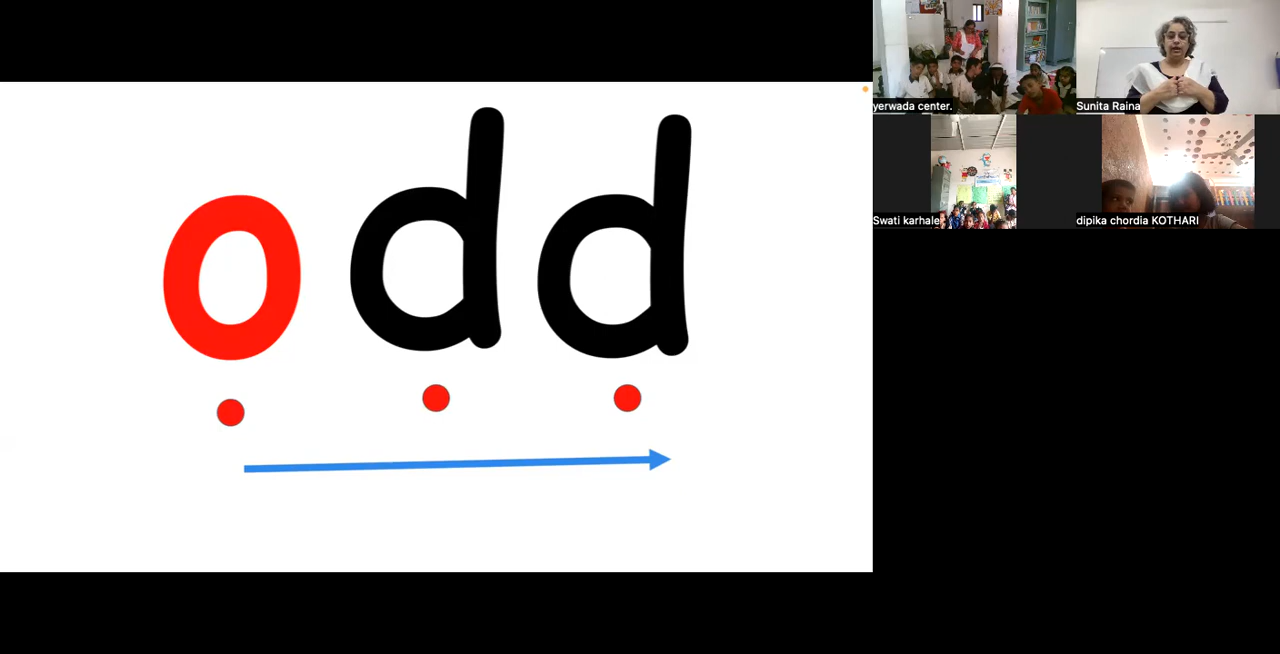 odd
yerwada center.
Sunita Raina
Swati karhale
dipika chordia KOTHARI